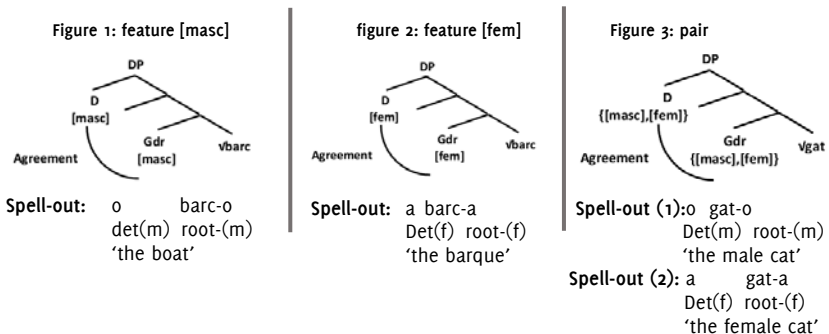 Figure 1: feature [masc]
DP
D
[masc]
Gdr
[masc]
√barc
Agreement
Spell-out: o barc-o
det(m) root-(m)
‘the boat’
figure 2: feature [fem]
DP
D
[fem]
Gdr
[fem]
√barc
Agreement
Spell-out: a barc-a
Det(f) root-(f)
‘the barque’
Figure 3: pair
DP
D
{[masc],[fem]}
Gdr
{[masc],[fem]}
√gat
Agreement
Spell-out (1):o gat-o
Det(m) root-(m)
‘the male cat’
Spell-out (2): a gat-a
Det(f) root-(f)
‘the female cat’